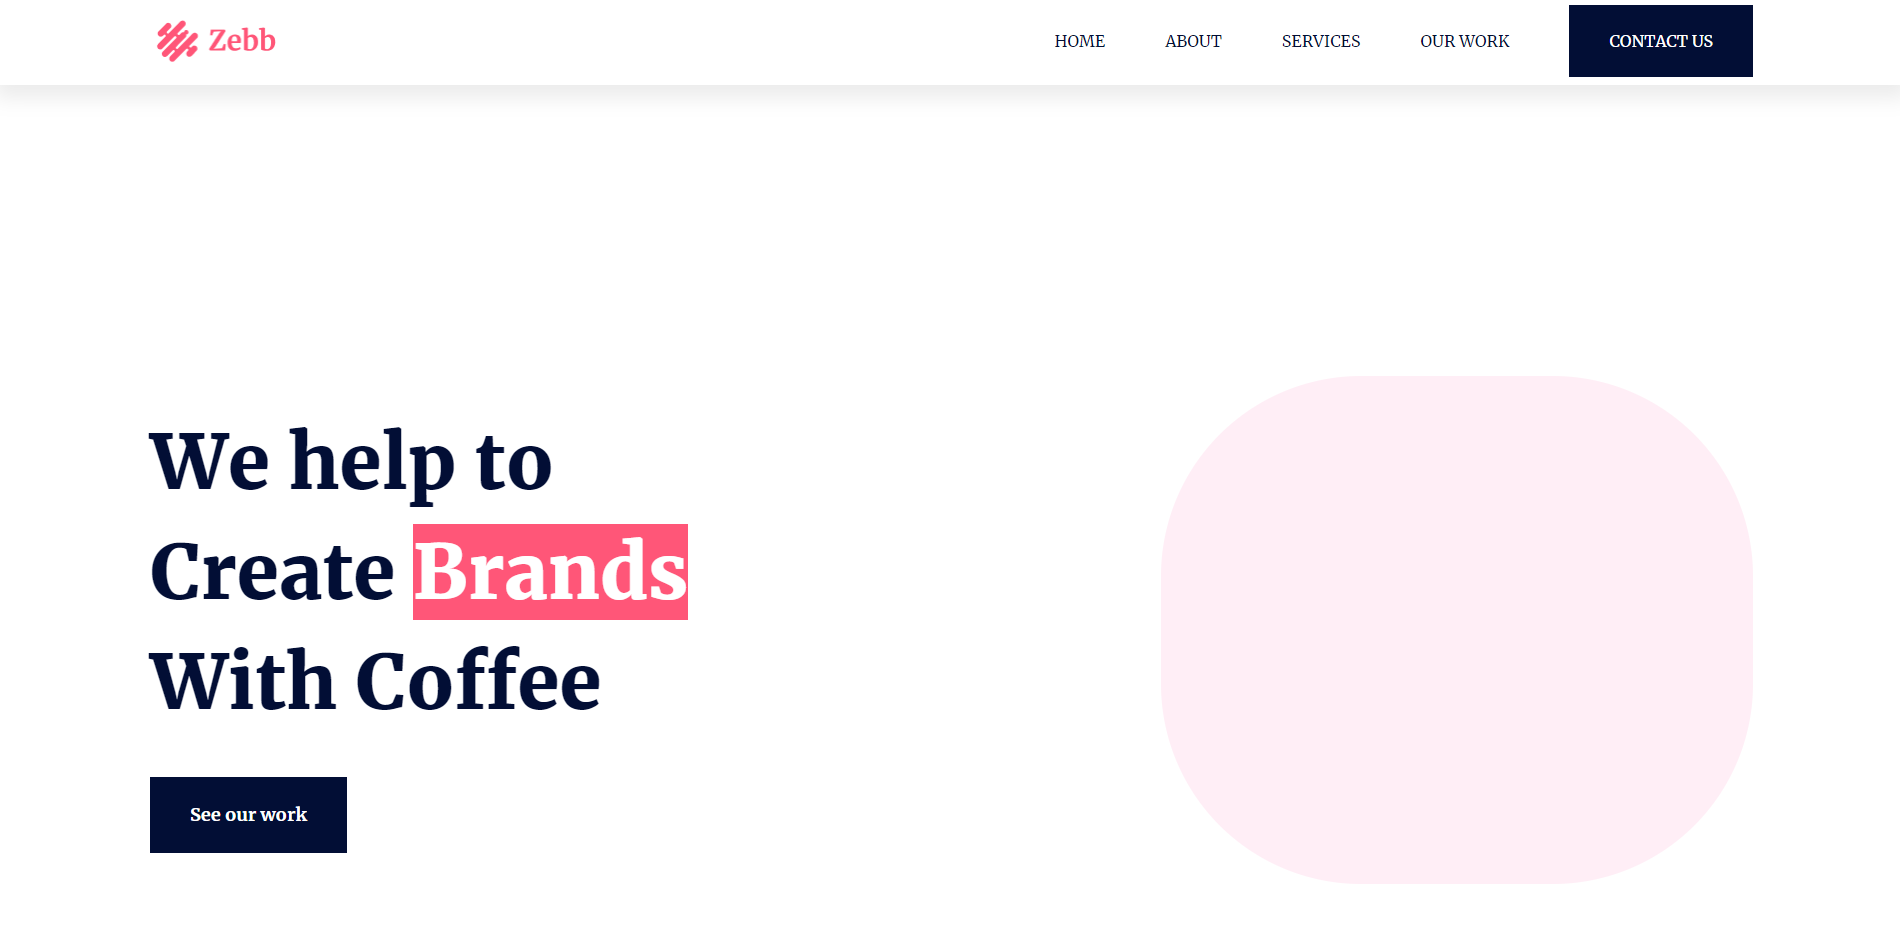 Zebb
HOME
ABOUT
SERVICES
OUR WORK
CONTACT US
We help to
Create Brands
With Coffee
See our work